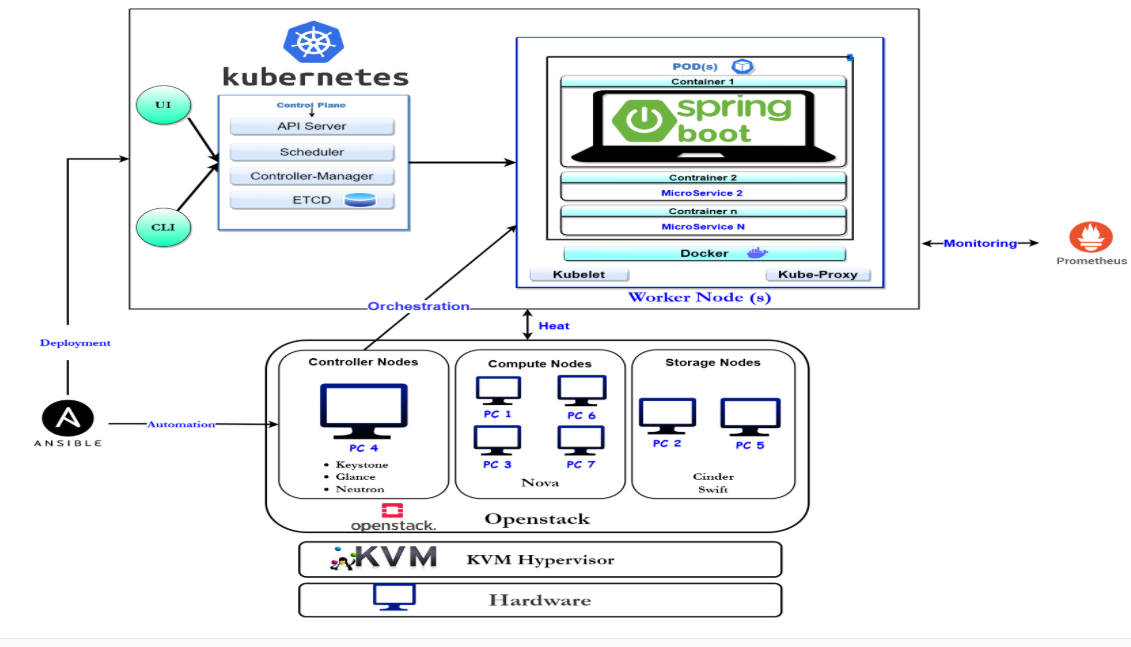 kubernetes
UI
CLI
Control Plane
API Server
Scheduler
Controller-Manager
ETCD
POD(s)
Container 1
spring
boot
Contrainer 2
MicroService 2
Contrainer n
MicroService N
Docker
Kubelet
Kube-Proxy
Worker Node (s)
Monitoring
Prometheus
Orchestration
Heat
Deployment
ANSIBLE
Automation
Controller Nodes
PC 4
• Keystone
• Glance
• Neutron
Compute Nodes
PC 1
PC 6
PC 3
PC 7
Nova
Storage Nodes
PC 2
PC 5
Cinder
Swift
openstack.
Openstack
KVM
KVM Hypervisor
Hardware